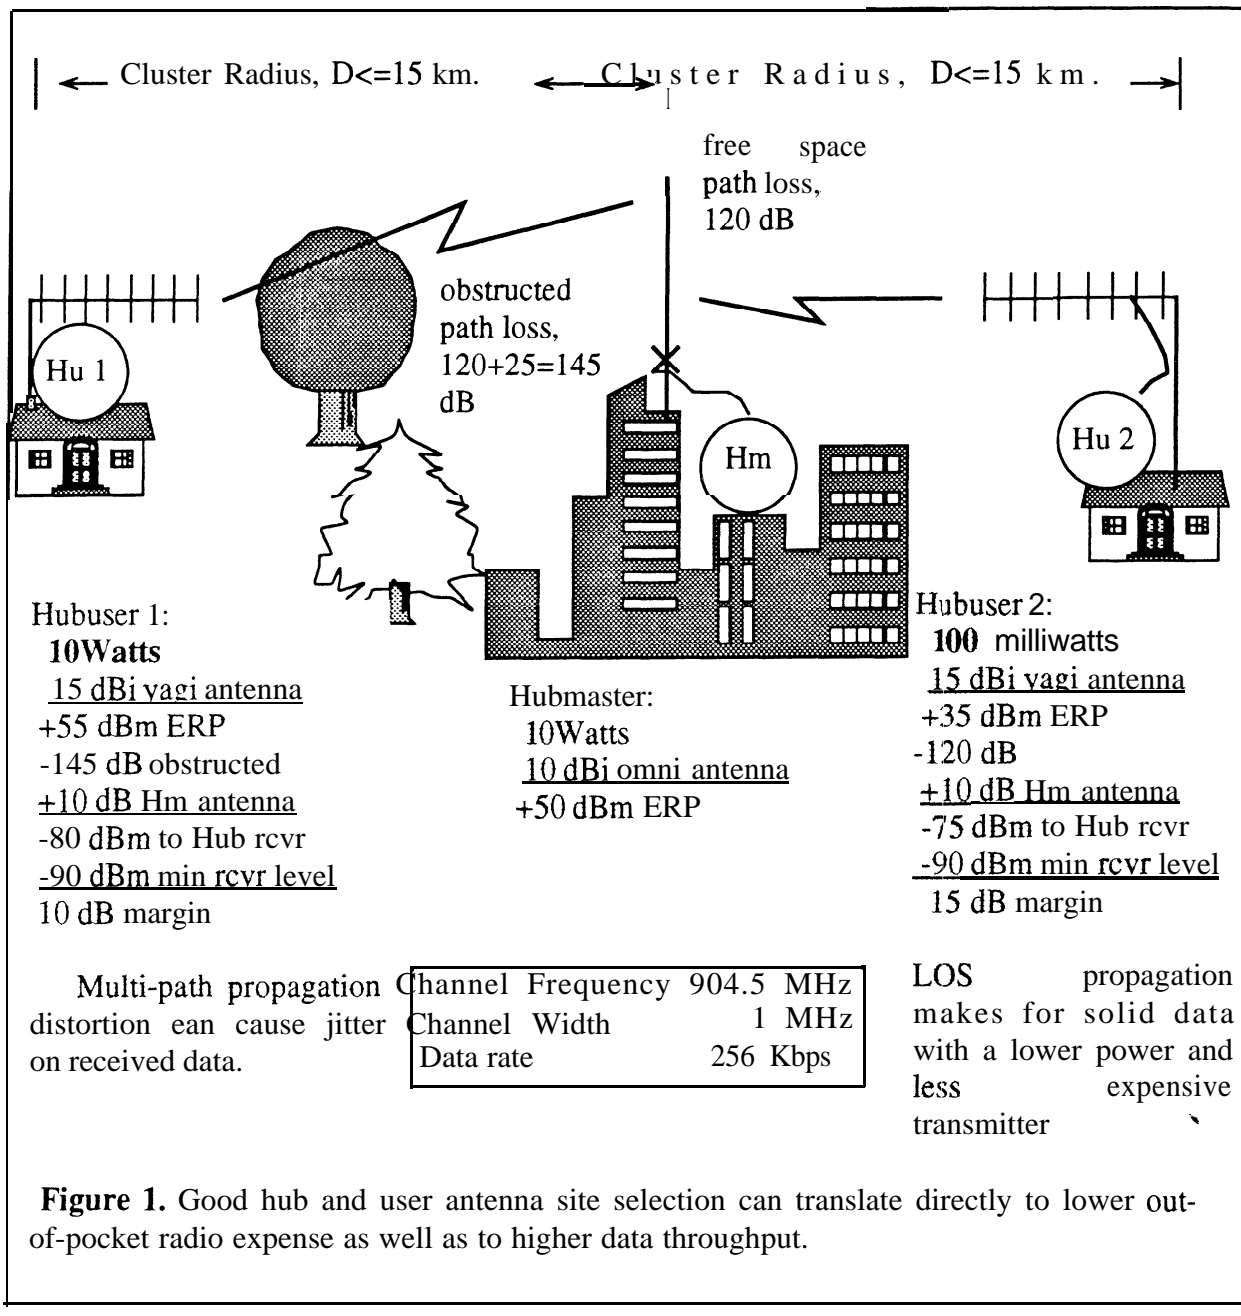 Cluster Radius, D<=15 km.
Cluster Radius, D<=15 km.
free space
path loss,
120 dB
obstructed
path loss,
120+25=145
dB
Hu 1
Hm
Hu 2
Hubuser 1:
10Watts
15 dBi yagi antenna
+55 dBm ERP
-145 dB obstructed
+10 dB Hm antenna
-80 dBm to Hub rcvr
-90 dBm min rcvr level
10 dB margin
Hubmaster:
10Watts
10 dBi omni antenna
+50 dBm ERP
Hubuser 2:
100 milliwatts
15 dBi yagi antenna
+35 dBm ERP
-120 dB
+10 dB Hm antenna
-75 dBm to Hub rcvr
-90 dBm min rcvr level
15 dB margin
Multi-path propagation
distortion ean cause jitter
on received data.
Channel Frequency 904.5 MHz
Channel Width 1 MHz
Data rate 256 Kbps
LOS propagation
makes for solid data
with a lower power and
less expensive
transmitter
Figure 1. Good hub and user antenna site selection can translate directly to lower out-
of-pocket radio expense as well as to higher data throughput.